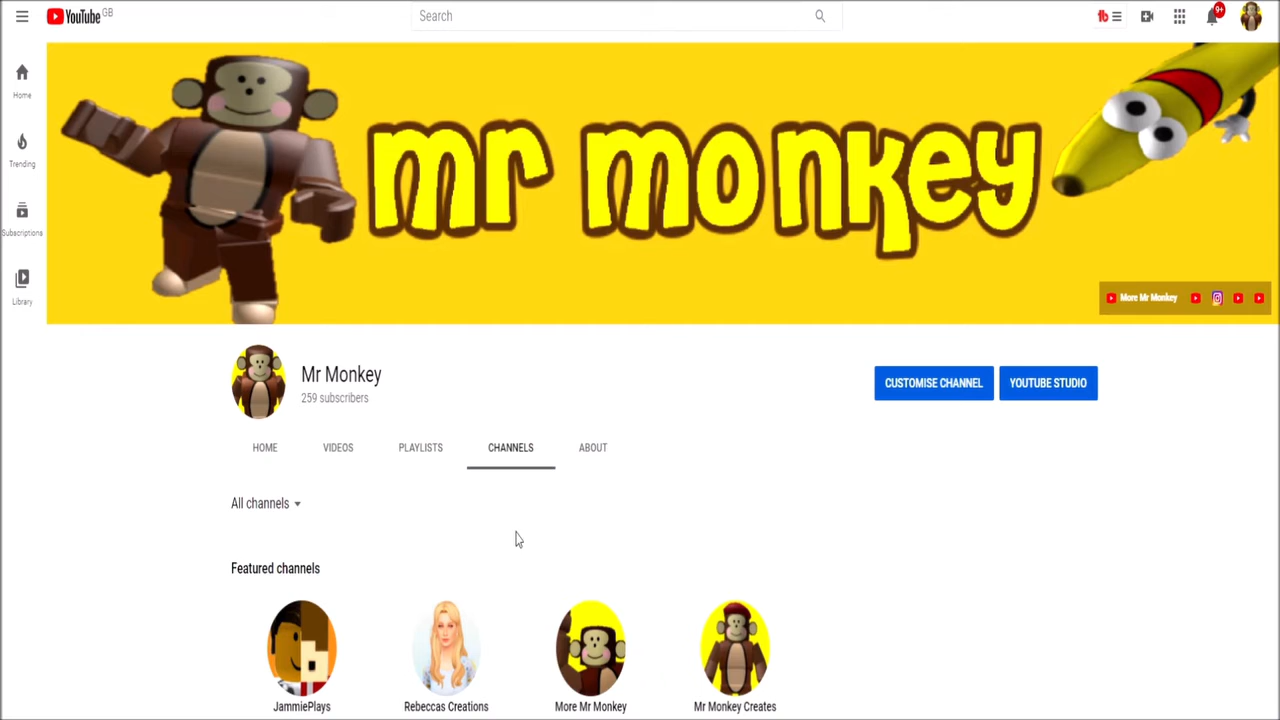 YouTube GB
Search
9+
Home
Trending
Subscriptions
Library
mr monkey
More Mr Monkey
Mr Monkey
259 subscribers
CUSTOMISE CHANNEL
YOUTUBE STUDIO
HOME VIDEOS PLAYLISTS CHANNELS ABOUT
All channels
Featured channels
JammiePlays
Rebeccas Creations
More Mr Monkey
Mr Monkey Creates